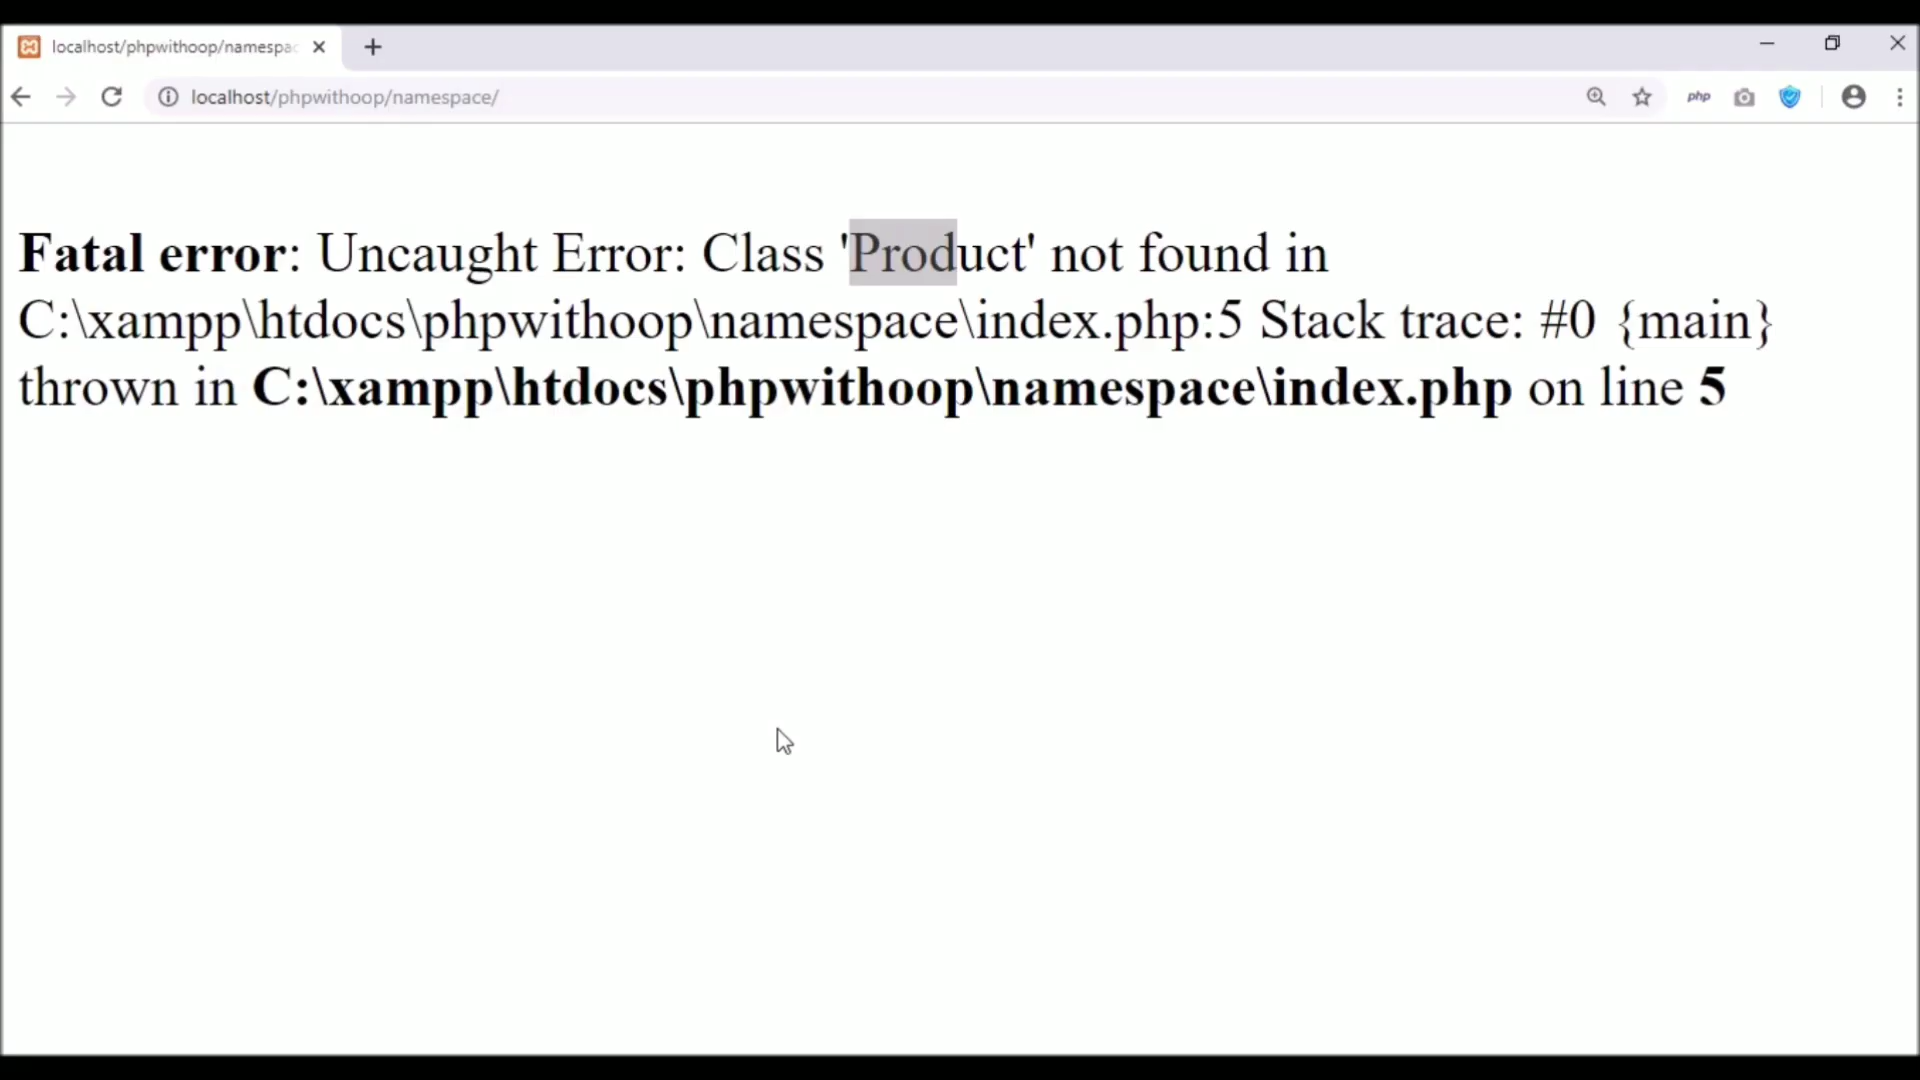 localhost/phpwithoop/namespac
localhost/phpwithoop/namespace/
php
Fatal error: Uncaught Error: Class 'Product' not found in
C:\xampp\htdocs\phpwithoop\namespace\index.php:5 Stack trace: #0 {main}
thrown in C:\xampp\htdocs\phpwithoop\namespace\index.php on line 5